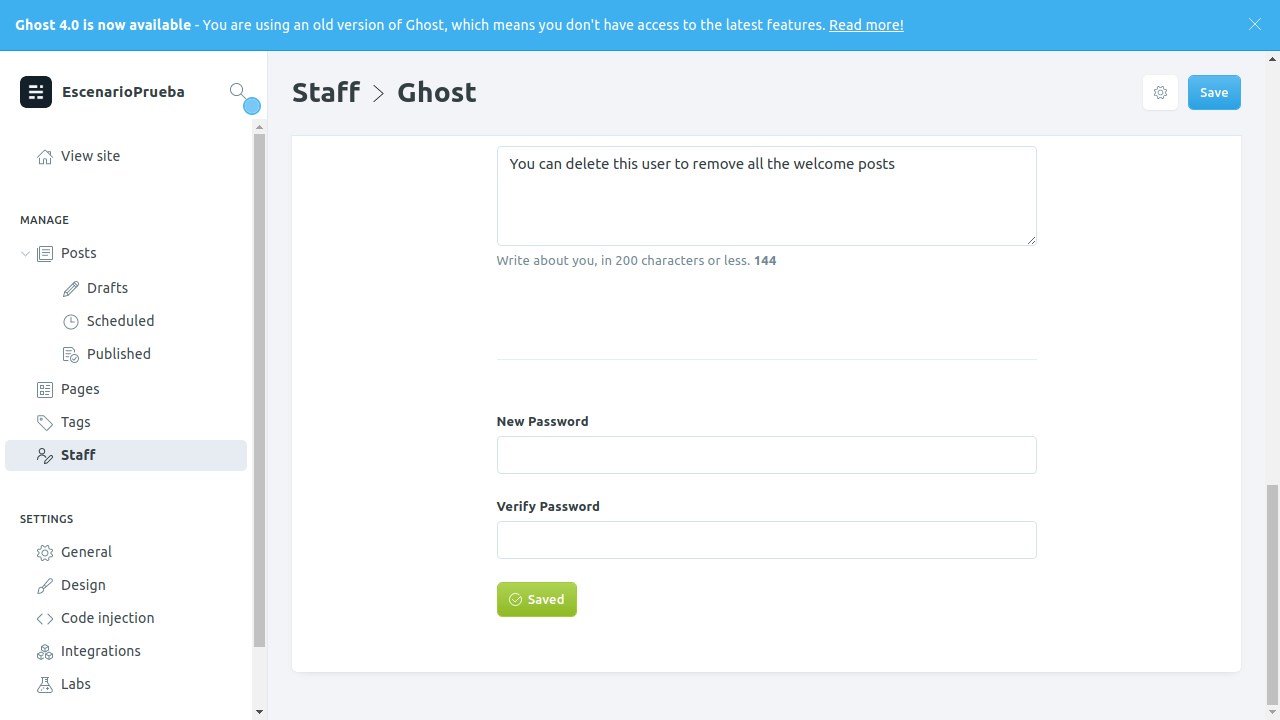 Ghost 4.0 is now available - You are using an old version of Ghost, which means you don't have access to the latest features. Read more!
EscenarioPrueba
View site
MANAGE
Posts
Drafts
Scheduled
Published
Pages
Tags
Staff
SETTINGS
General
Design
Code injection
Integrations
Labs
Staff > Ghost
Save
You can delete this user to remove all the welcome posts
Write about you, in 200 characters or less. 144
New Password
Verify Password
Saved